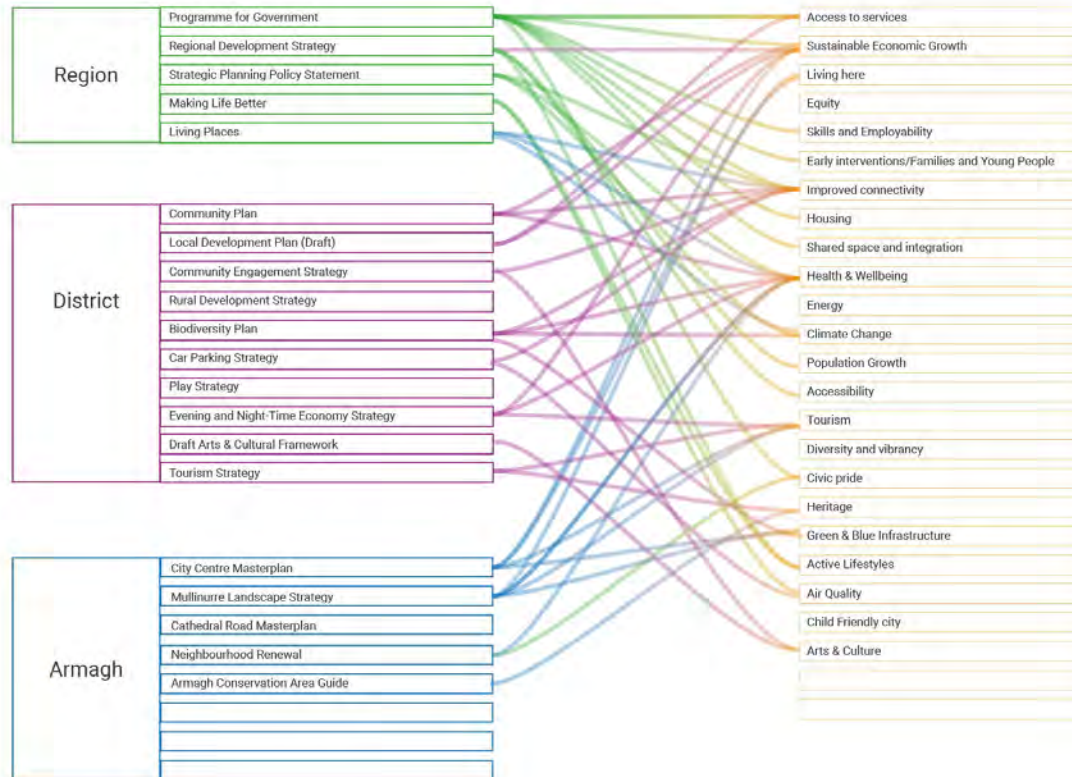 Region
Programme for Government
Regional Development Strategy
Strategic Planning Policy Statement
Making Life Better
Living Places
District
Community Plan
Local Development Plan (Draft)
Community Engagement Strategy
Rural Development Strategy
Biodiversity Plan
Car Parking Strategy
Play Strategy
Evening and Night-Time Economy Strategy
Draft Arts & Cultural Framework
Tourism Strategy
Armagh
City Centre Masterplan
Mullinurre Landscape Strategy
Cathedral Road Masterplan
Neighbourhood Renewal
Armagh Conservation Area Guide
Access to services
Sustainable Economic Growth
Living here
Equity
Skills and Employability
Early interventions/Families and Young People
Improved connectivity
Housing
Shared space and integration
Health & Wellbeing
Energy
Climate Change
Population Growth
Accessibility
Tourism
Diversity and vibrancy
Civic pride
Heritage
Green & Blue Infrastructure
Active Lifestyles
Air Quality
Child Friendly city
Arts & Culture